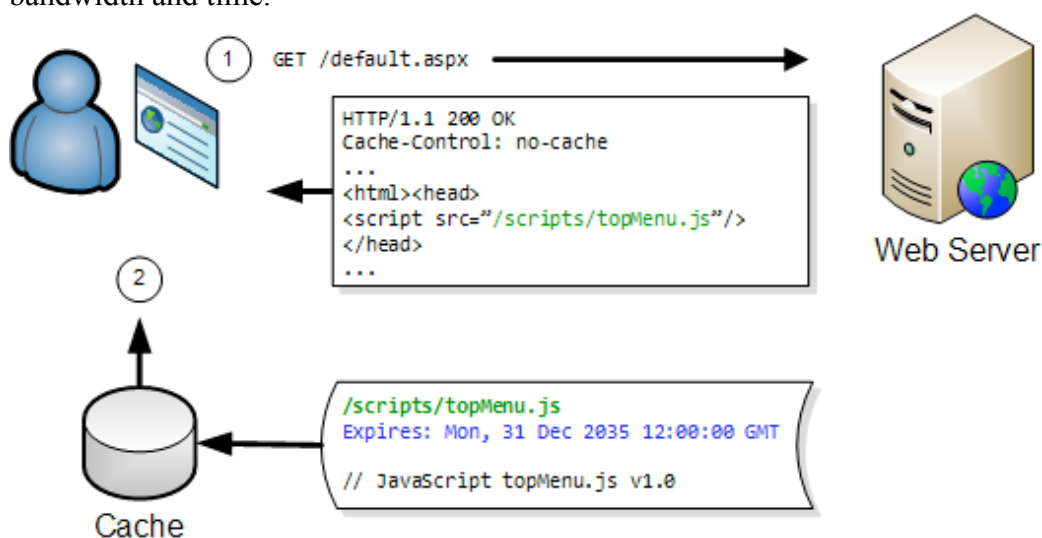 bandwidth and time.
1 GET /default.aspx
HTTP/1.1 200 OK
Cache-Control: no-cache
...
<html><head>
<script src=”/scripts/topMenu.js”/>
</head>
...
Web Server
2
/scripts/topMenu.js
Expires: Mon, 31 Dec 2035 12:00:00 GMT
// JavaScript topMenu.js v1.0
Cache